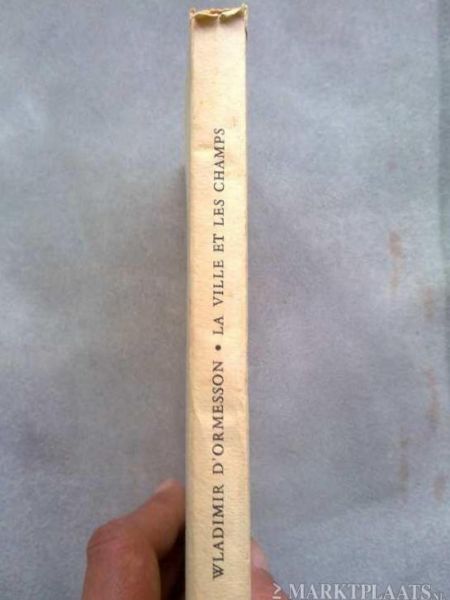 WLADIMIR D'ORMESSON • LA VILLE ET LES CHAMPS
MARKTPLAATS.NL